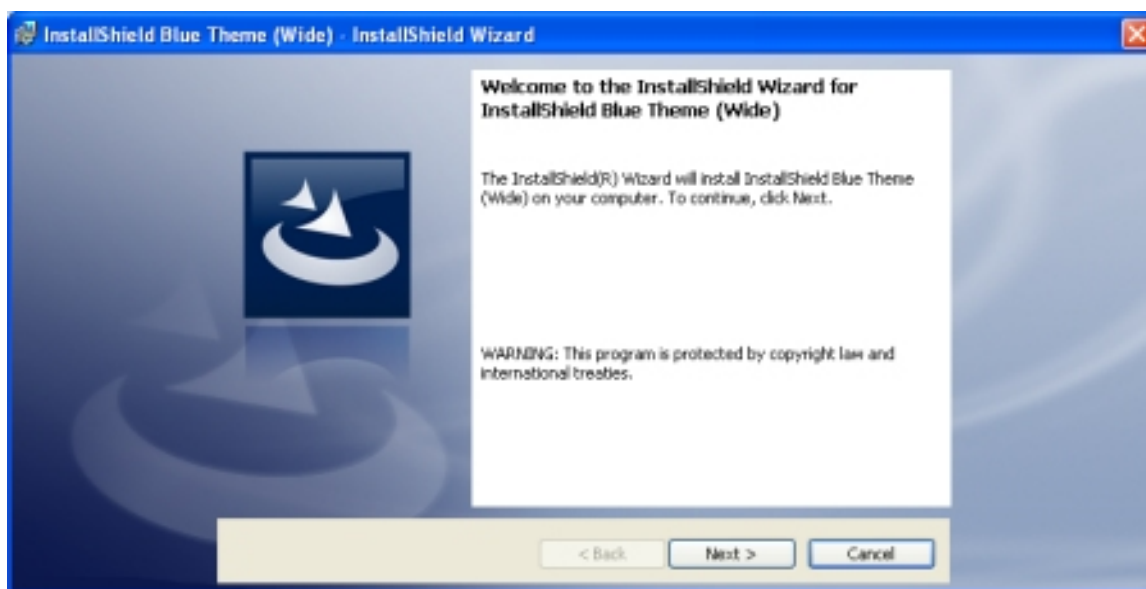 InstallShield Blue Theme (Wide) - InstallShield Wizard
Welcome to the InstallShield Wizard for
InstallShield Blue Theme (Wide)
The InstallShield(R) Wizard will install InstallShield Blue Theme
(Wide) on your computer. To continue, click Next.
WARNING: This program is protected by copyright law and
international treaties.
< Back
Next >
Cancel